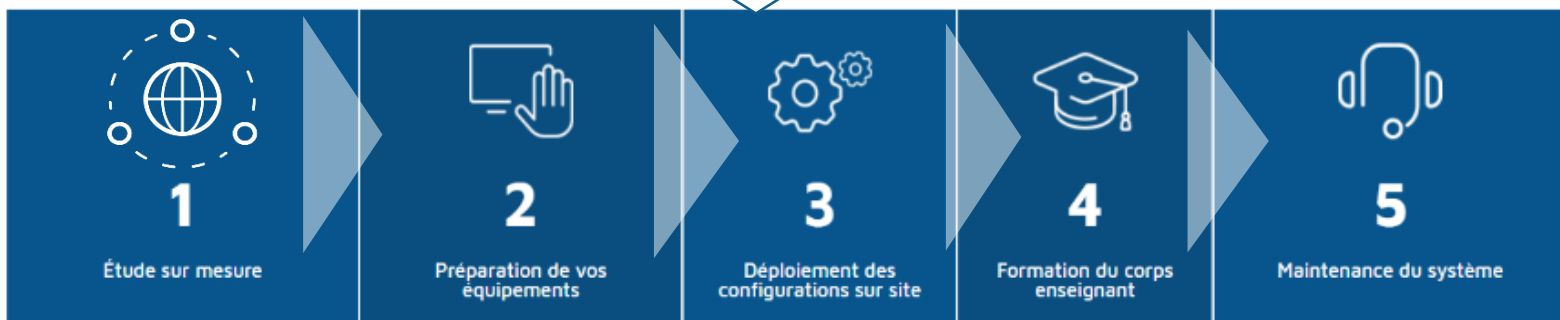 1
Étude sur mesure
2
Préparation de vos
équipements
3
Déploiement des
configurations sur site
4
Formation du corps
enseignant
5
Maintenance du système